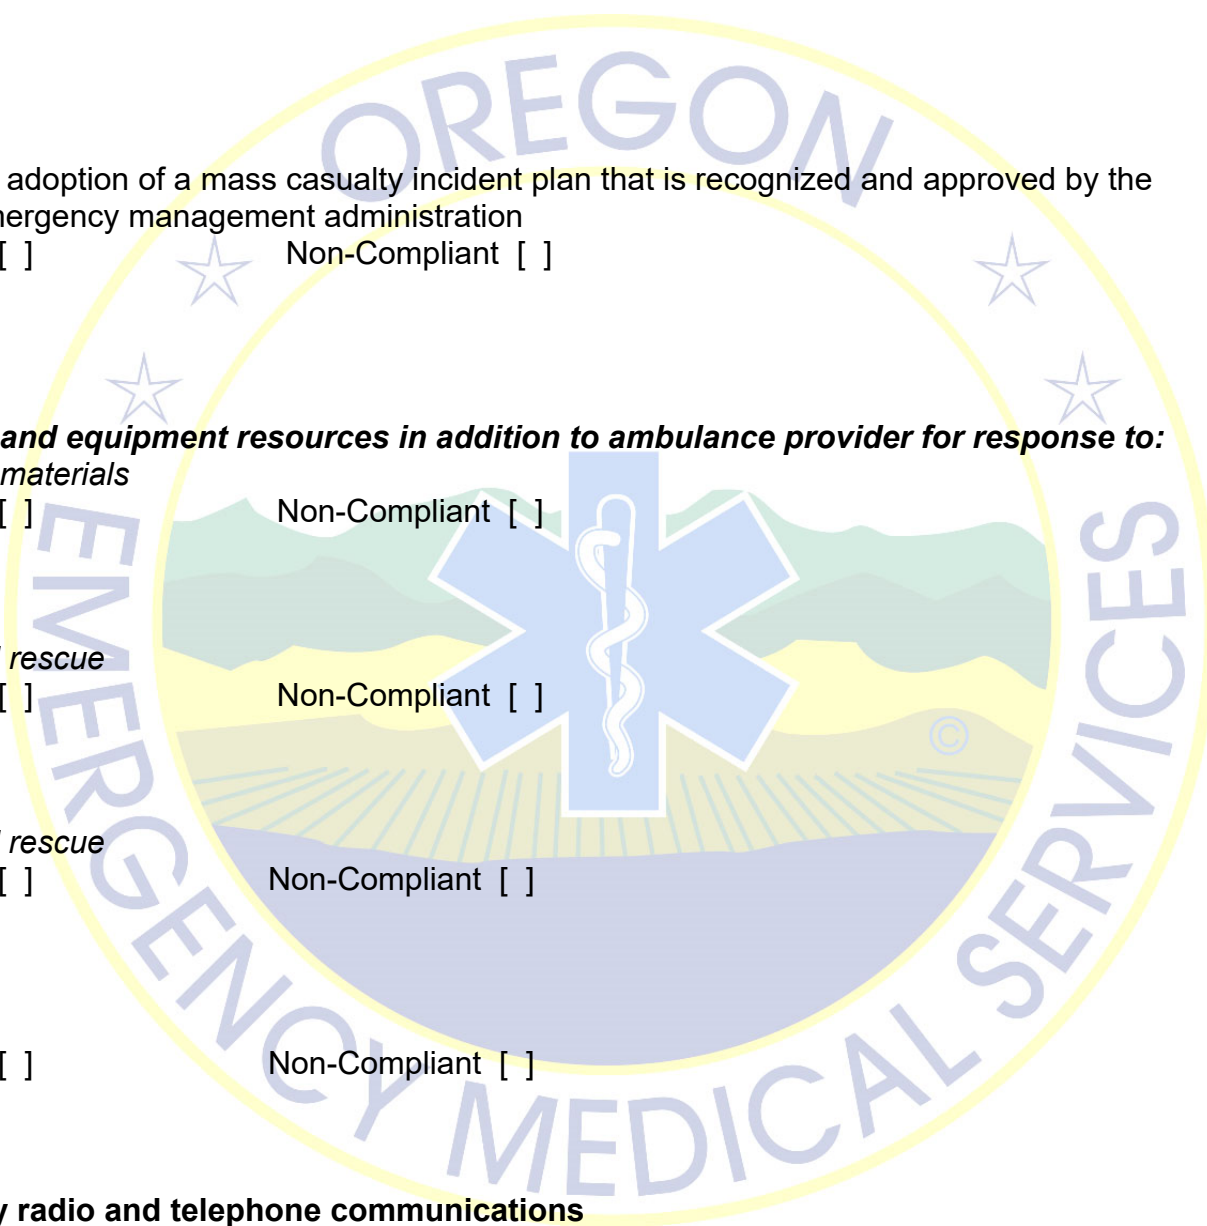 OREGON
adoption of a mass casualty incident plan that is recognized and approved by the
mergency management administration
[ ] Non-Compliant [ ]
and equipment resources in addition to ambulance provider for response to:
materials
[ ] Non-Compliant [ ]
rescue
[ ] Non-Compliant [ ]
©
rescue
[ ] Non-Compliant [ ]
[ ] Non-Compliant [ ]
EMERGENCY MEDICAL SERVICES
y radio and telephone communications